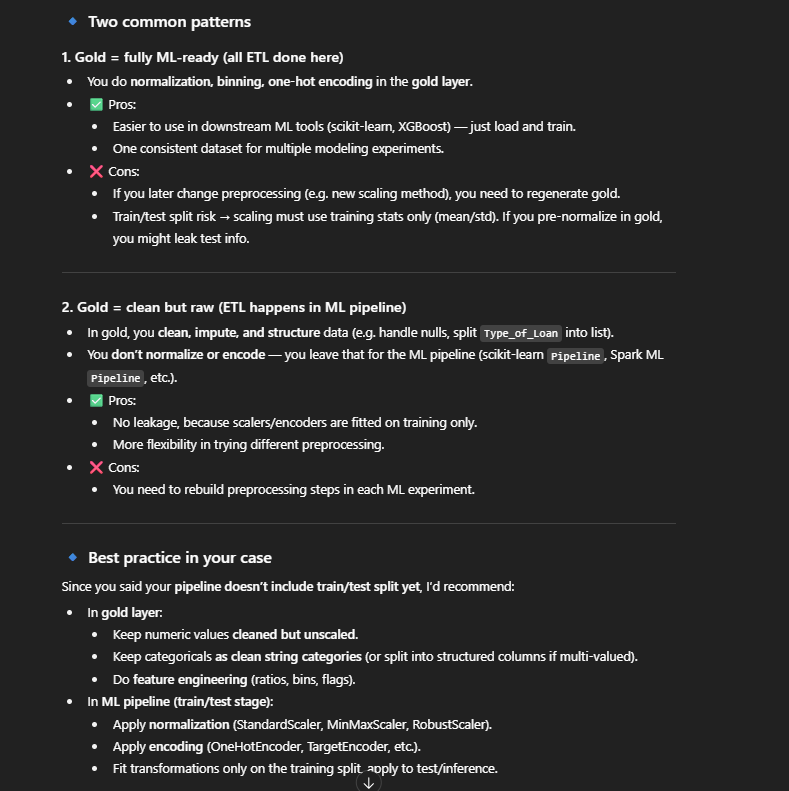 Two common patterns
1. Gold = fully ML-ready (all ETL done here)
You do normalization, binning, one-hot encoding in the gold layer.
Pros:
Easier to use in downstream ML tools (scikit-learn, XGBoost) — just load and train.
One consistent dataset for multiple modeling experiments.
Cons:
If you later change preprocessing (e.g. new scaling method), you need to regenerate gold.
Train/test split risk → scaling must use training stats only (mean/std). If you pre-normalize in gold,
you might leak test info.
2. Gold = clean but raw (ETL happens in ML pipeline)
In gold, you clean, impute, and structure data (e.g. handle nulls, split Type_of_Loan into list).
You don’t normalize or encode — you leave that for the ML pipeline (scikit-learn Pipeline, Spark ML
Pipeline, etc.).
Pros:
No leakage, because scalers/encoders are fitted on training only.
More flexibility in trying different preprocessing.
Cons:
You need to rebuild preprocessing steps in each ML experiment.
Best practice in your case
Since you said your pipeline doesn’t include train/test split yet, I’d recommend:
In gold layer:
Keep numeric values cleaned but unscaled.
Keep categoricals as clean string categories (or split into structured columns if multi-valued).
Do feature engineering (ratios, bins, flags).
In ML pipeline (train/test stage):
Apply normalization (StandardScaler, MinMaxScaler, RobustScaler).
Apply encoding (OneHotEncoder, TargetEncoder, etc.).
Fit transformations only on the training split, apply to test/inference.